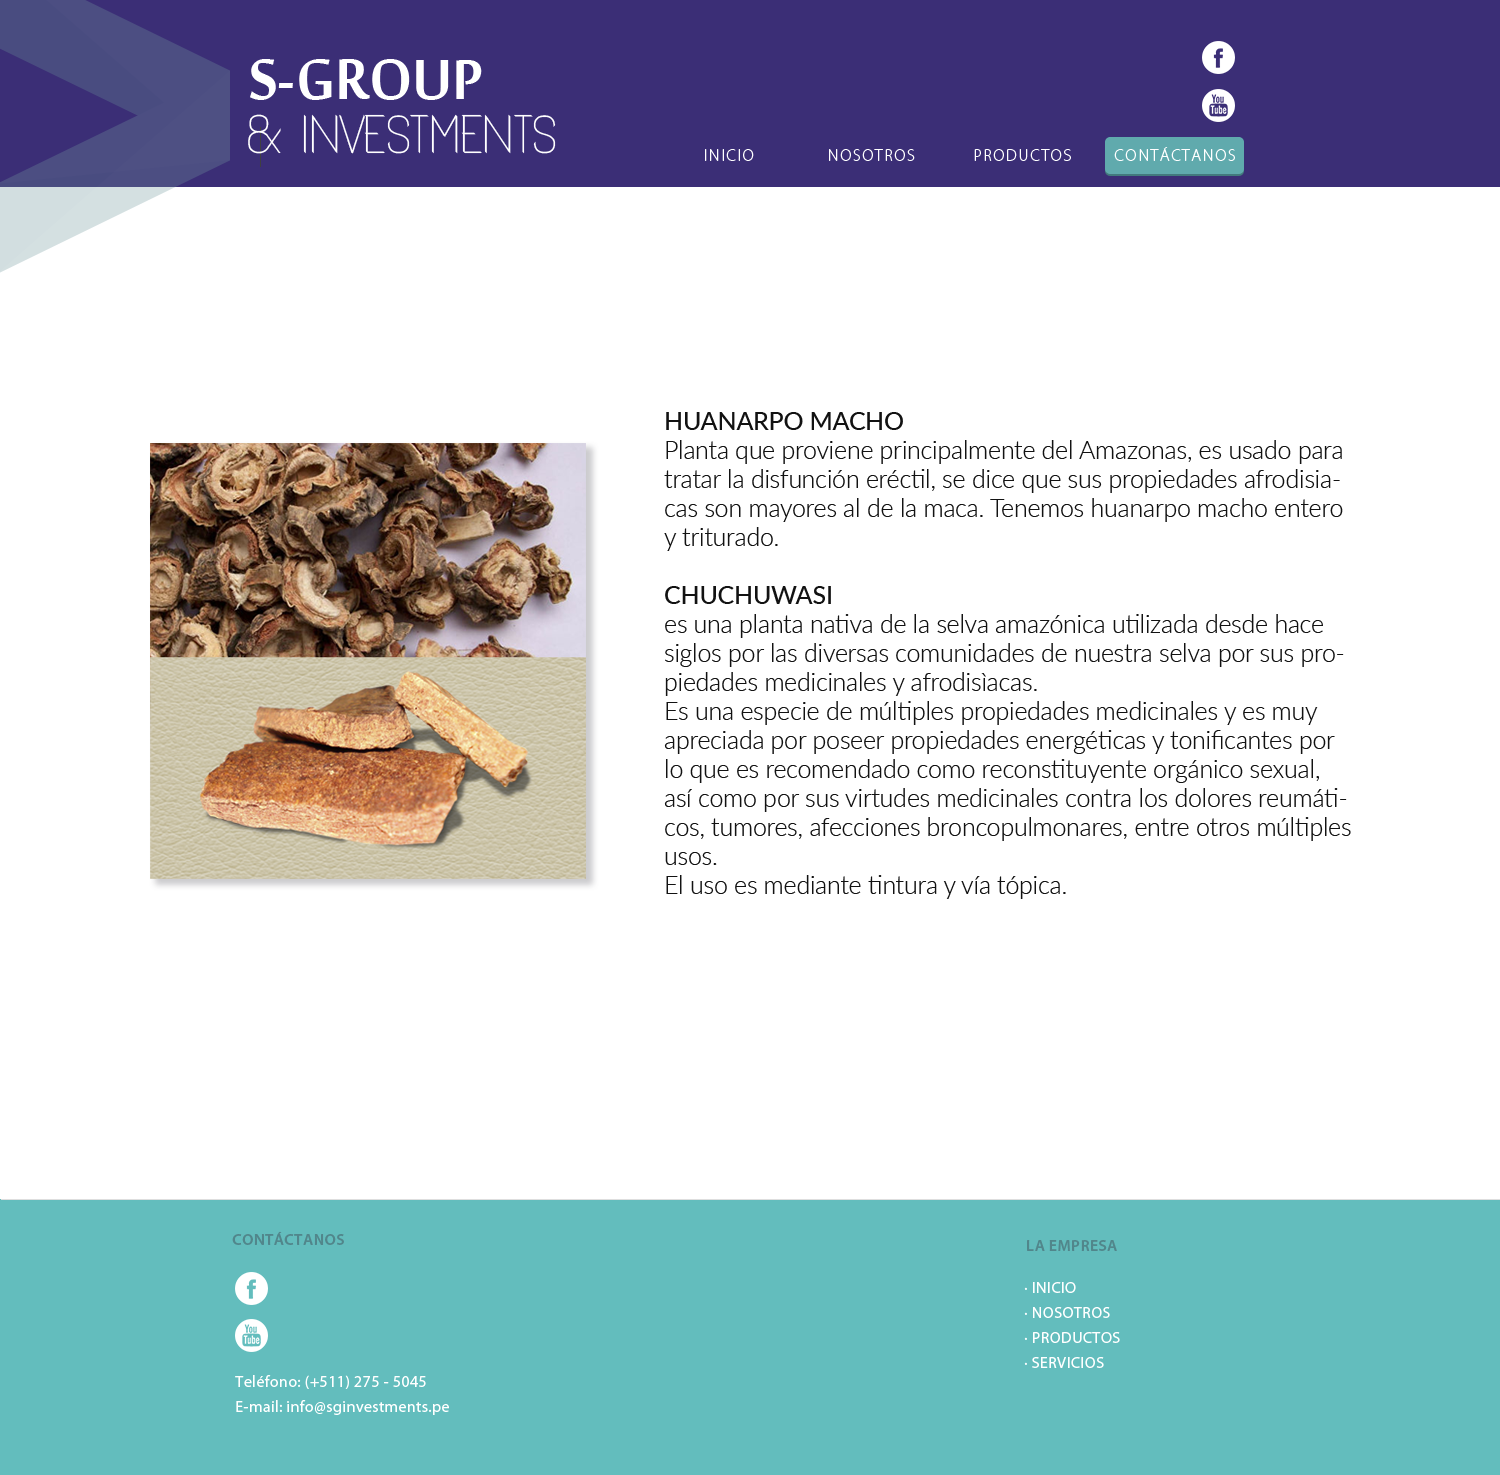 S-GROUP
& INVESTMENTS
You
Tube
INICIO NOSOTROS PRODUCTOS CONTÁCTANOS
HUANARPO MACHO
Planta que proviene principalmente del Amazonas, es usado para
tratar la disfunción eréctil, se dice que sus propiedades afrodisia-
cas son mayores al de la maca. Tenemos huanarpo macho entero
y triturado.
CHUCHUWASI
es una planta nativa de la selva amazónica utilizada desde hace
siglos por las diversas comunidades de nuestra selva por sus pro-
piedades medicinales y afrodisìacas.
Es una especie de múltiples propiedades medicinales y es muy
apreciada por poseer propiedades energéticas y tonificantes por
lo que es recomendado como reconstituyente orgánico sexual,
así como por sus virtudes medicinales contra los dolores reumáti-
cos, tumores, afecciones broncopulmonares, entre otros múltiples
usos.
El uso es mediante tintura y vía tópica.
CONTÁCTANOS
You
Tube
Teléfono: (+511) 275 - 5045
E-mail: info@sginvestments.pe
LA EMPRESA
· INICIO
· NOSOTROS
· PRODUCTOS
· SERVICIOS